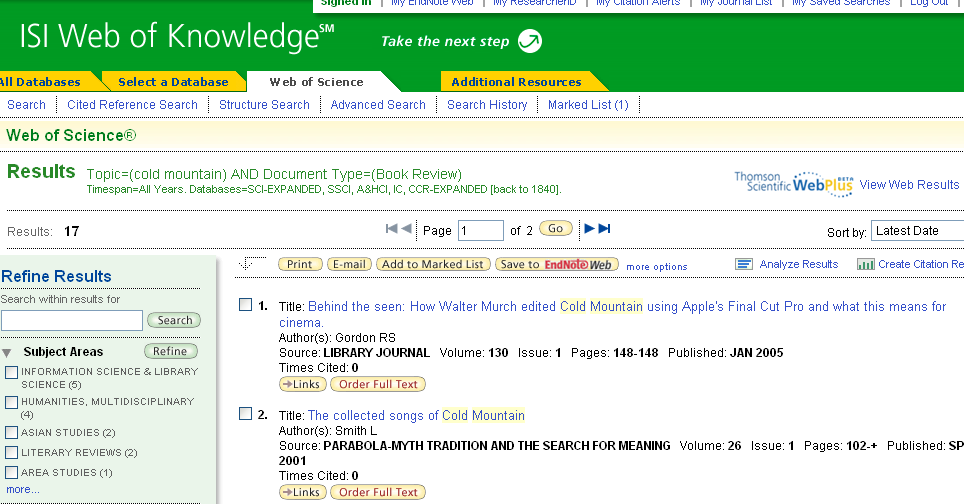 Signed In | My EndNote Web | My ResearcherID | My Citation Alerts | My Journal List | My Saved Searches | Log Out
ISI Web of Knowledge℠ Take the next step
All Databases Select a Database Web of Science Additional Resources
Search Cited Reference Search Structure Search Advanced Search Search History Marked List (1)
Web of Science®
Results Topic=(cold mountain) AND Document Type=(Book Review)
Timespan=All Years. Databases=SCI-EXPANDED, SSCI, A&HCI, IC, CCR-EXPANDED [back to 1840].
Thomson Scientific WebPlus BETA View Web Results
Results: 17 Page 1 of 2 Go Sort by: Latest Date
Print E-mail Add to Marked List Save to EndNote Web more options Analyze Results Create Citation Re
Refine Results
Search within results for
Search
Subject Areas Refine
INFORMATION SCIENCE & LIBRARY
SCIENCE (5)
HUMANITIES, MULTIDISCIPLINARY
(4)
ASIAN STUDIES (2)
LITERARY REVIEWS (2)
AREA STUDIES (1)
more...
1. Title: Behind the seen: How Walter Murch edited Cold Mountain using Apple's Final Cut Pro and what this means for
cinema.
Author(s): Gordon RS
Source: LIBRARY JOURNAL Volume: 130 Issue: 1 Pages: 148-148 Published: JAN 2005
Times Cited: 0
Links Order Full Text
2. Title: The collected songs of Cold Mountain
Author(s): Smith L
Source: PARABOLA-MYTH TRADITION AND THE SEARCH FOR MEANING Volume: 26 Issue: 1 Pages: 102-+ Published: SP
2001
Times Cited: 0
Links Order Full Text